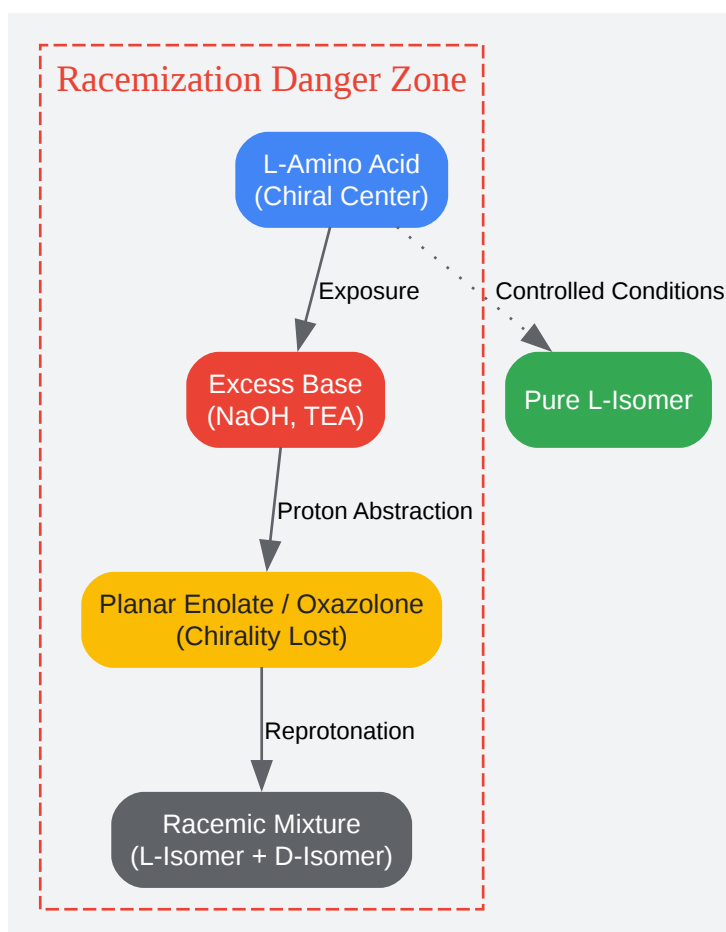 Racemization Danger Zone
L-Amino Acid
(Chiral Center)
Exposure
Controlled Conditions
Excess Base
(NaOH, TEA)
Pure L-Isomer
Proton Abstraction
Planar Enolate / Oxazolone
(Chirality Lost)
Reprotonation
Racemic Mixture
(L-Isomer + D-Isomer)